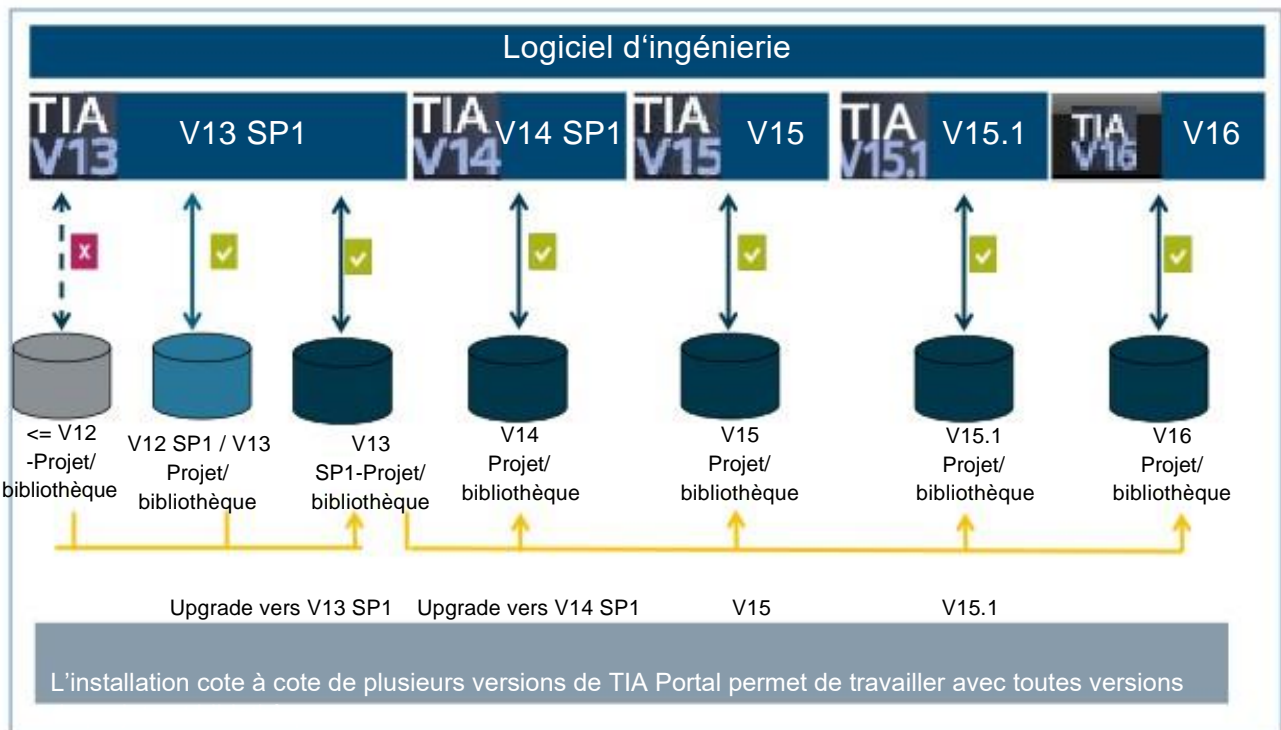 Logiciel d‘ingénierie
TIA V13
V13 SP1
TIA V14
V14 SP1
TIA V15
V15
TIA V15.1
V15.1
TIA V16
V16
x
<= V12
-Projet/
bibliothèque
V12 SP1 / V13
Projet/
bibliothèque
V13
SP1-Projet/
bibliothèque
V14
Projet/
bibliothèque
V15
Projet/
bibliothèque
V15.1
Projet/
bibliothèque
V16
Projet/
bibliothèque
Upgrade vers V13 SP1
Upgrade vers V14 SP1
V15
V15.1
L’installation cote à cote de plusieurs versions de TIA Portal permet de travailler avec toutes versions